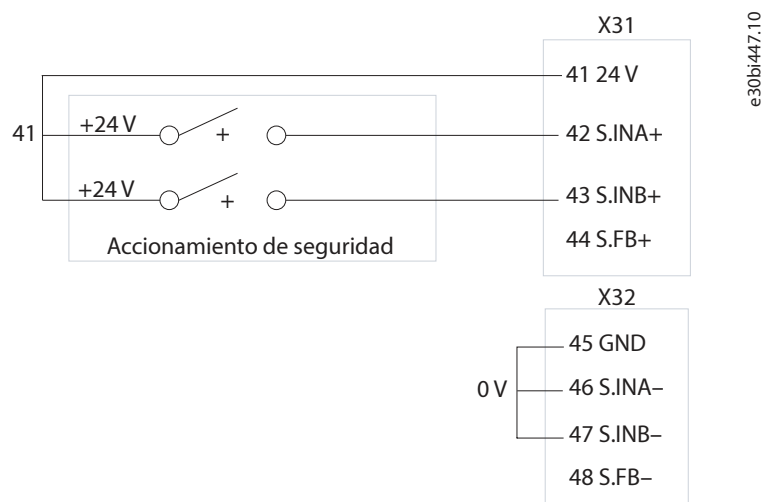 X31
41 24 V
41
+24 V
+
42 S.INA+
+24 V
+
43 S.INB+
44 S.FB+
Accionamiento de seguridad
X32
45 GND
0 V
46 S.INA–
47 S.INB–
48 S.FB–
e30bi447.10